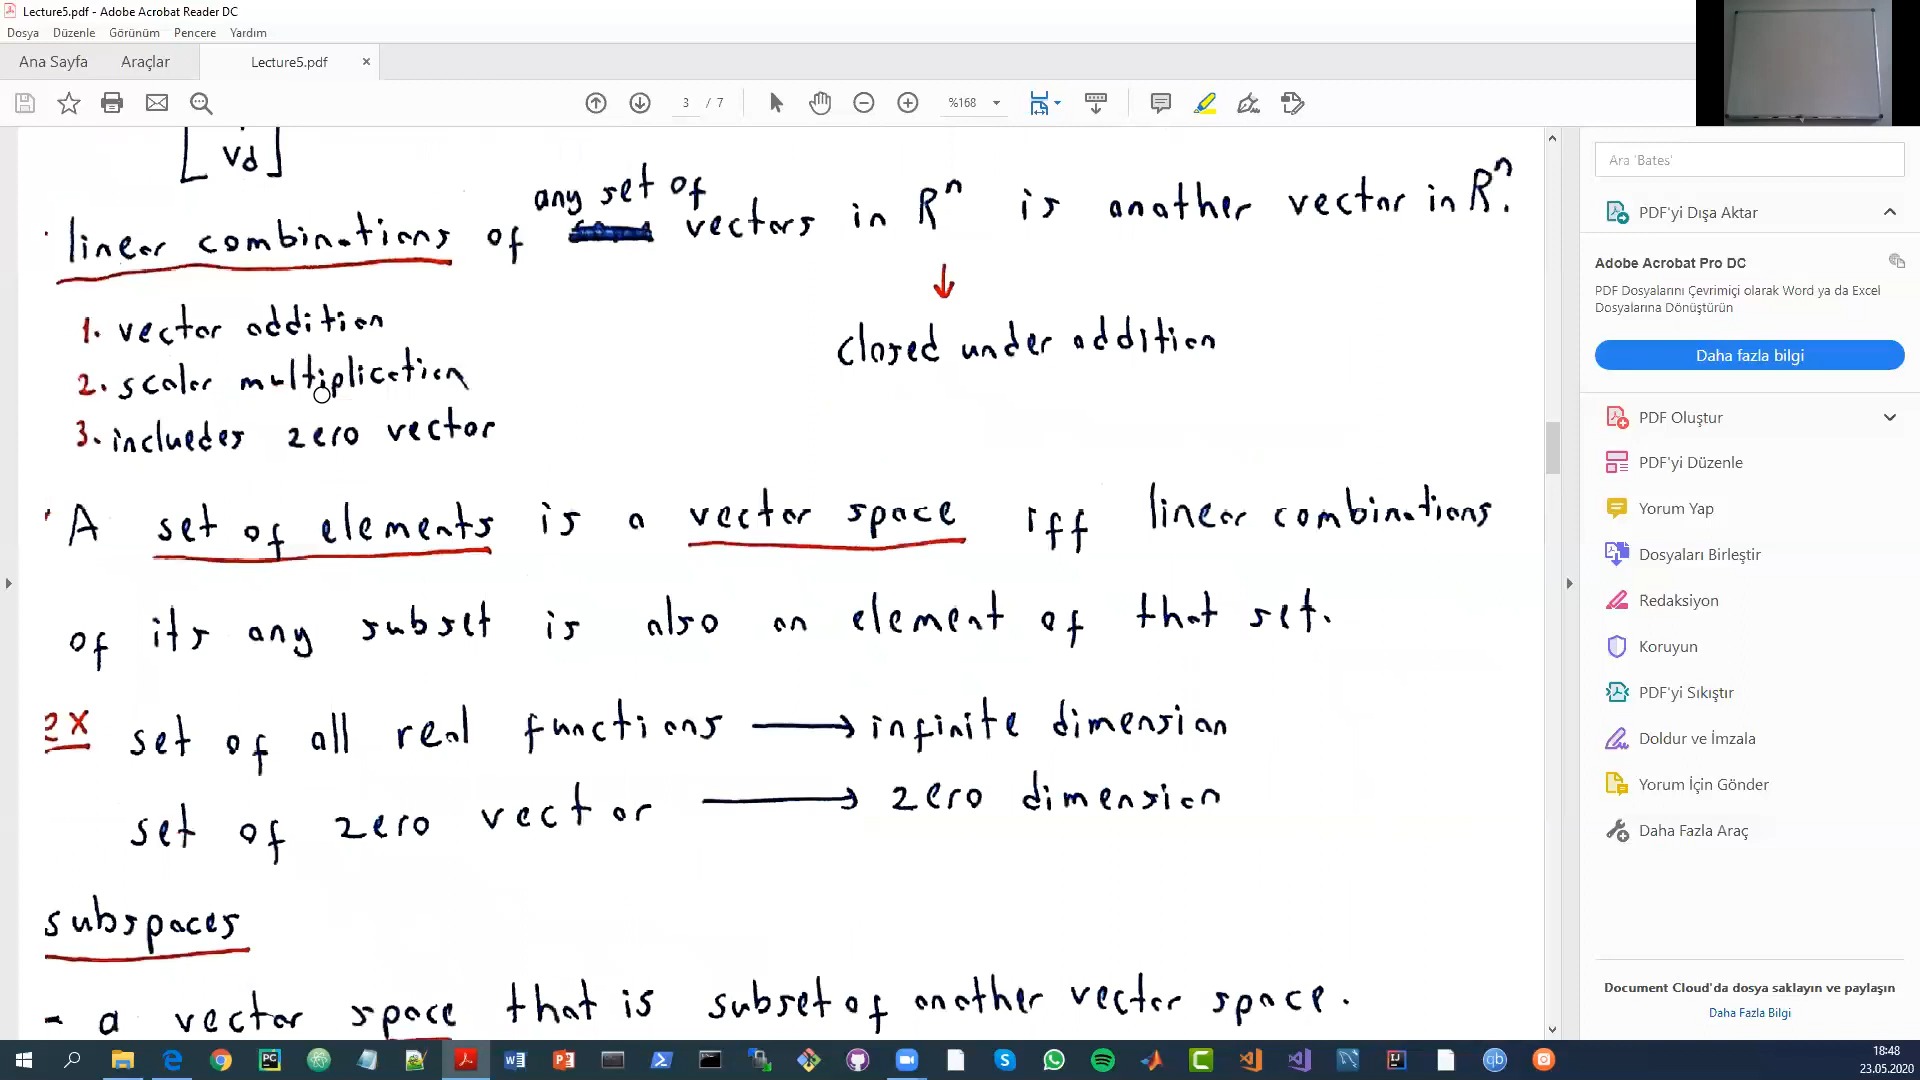 Lecture5.pdf - Adobe Acrobat Reader DC
Dosya Düzenle Görünüm Pencere Yardım
Ana Sayfa Araçlar Lecture5.pdf ×
3 / 7 %168
vd
any set of
linear combinations of vectors in Rⁿ is another vector in Rⁿ.
1. vector addition
closed under addition
2. scalar multiplication
3. includes zero vector
A set of elements is a vector space iff linear combinations
of its any subset is also an element of that set.
ex set of all real functions → infinite dimension
set of zero vector → zero dimension
subspaces
- a vector space that is subset of another vector space.
Ara 'Bates'
PDF'yi Dışa Aktar
Adobe Acrobat Pro DC
PDF Dosyalarını Çevrimiçi olarak Word ya da Excel
Dosyalarına Dönüştürün
Daha fazla bilgi
PDF Oluştur
PDF'yi Düzenle
Yorum Yap
Dosyaları Birleştir
Redaksiyon
Koruyun
PDF'yi Sıkıştır
Doldur ve İmzala
Yorum İçin Gönder
Daha Fazla Araç
Document Cloud'da dosya saklayın ve paylaşın
Daha Fazla Bilgi
18:48
23.05.2020